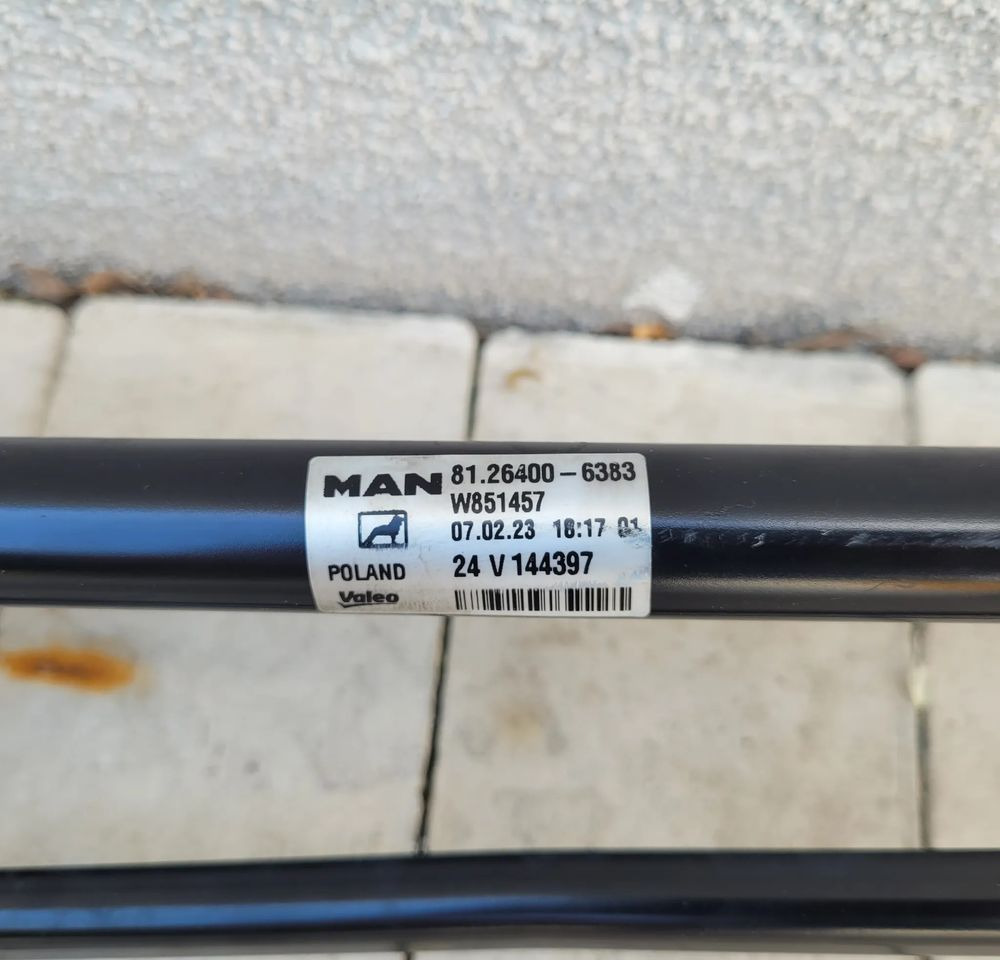 MAN 81.26400-6383
W851457
07.02.23 18:17 01
POLAND 24 V 144397
Valeo